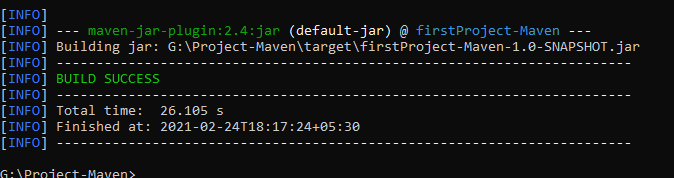 [INFO]
[INFO] --- maven-jar-plugin:2.4:jar (default-jar) @ firstProject-Maven ---
[INFO] Building jar: G:\Project-Maven\target\firstProject-Maven-1.0-SNAPSHOT.jar
[INFO] ------------------------------------------------------------------------
[INFO] BUILD SUCCESS
[INFO] ------------------------------------------------------------------------
[INFO] Total time:  26.105 s
[INFO] Finished at: 2021-02-24T18:17:24+05:30
[INFO] ------------------------------------------------------------------------
G:\Project-Maven>